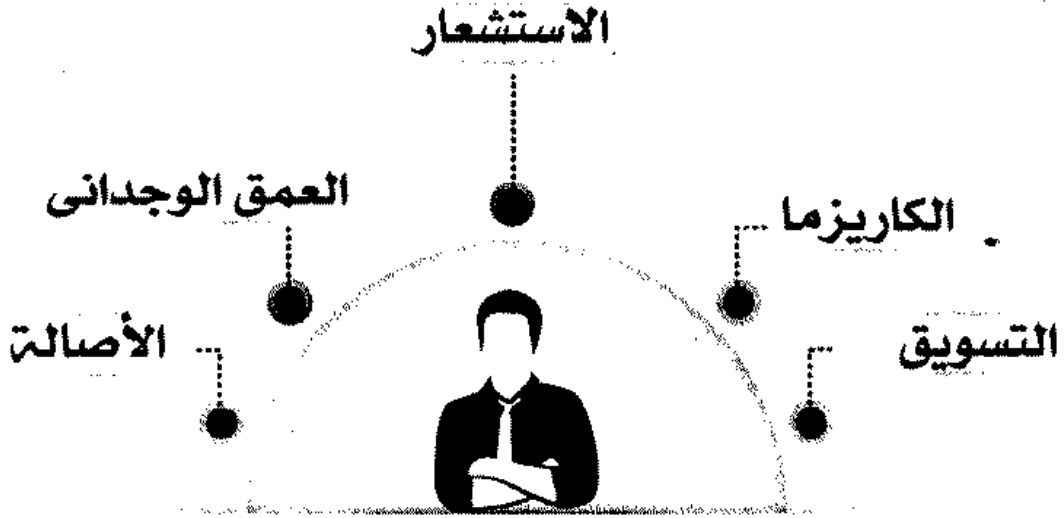 الاستشعار
الكاريزما
العمق الوجدانى
التسويق
الأصالة